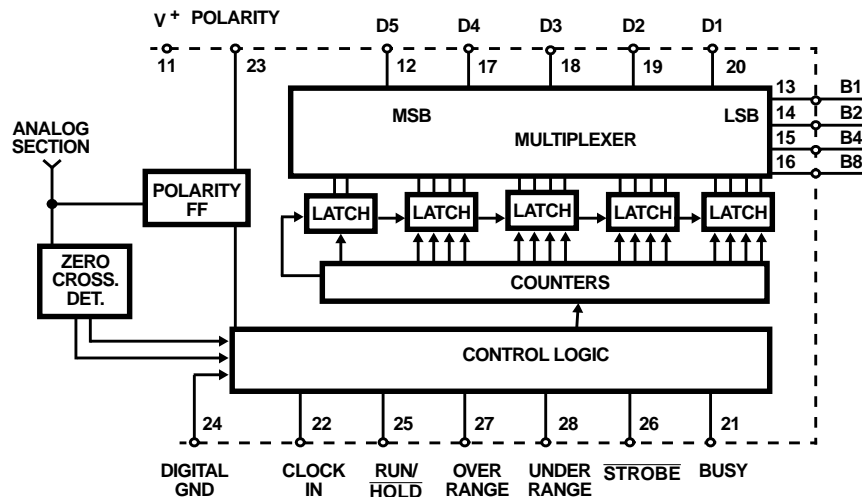 V+ POLARITY D5 D4 D3 D2 D1
11 23 12 17 18 19 20
13 B1
MSB LSB 14 B2
MULTIPLEXER 15 B4
16 B8
ANALOG
SECTION
POLARITY
FF
LATCH LATCH LATCH LATCH LATCH
ZERO
CROSS.
DET.
COUNTERS
CONTROL LOGIC
24 22 25 27 28 26 21
DIGITAL
GND
CLOCK
IN
RUN/
HOLD
OVER
RANGE
UNDER
RANGE
STROBE
BUSY